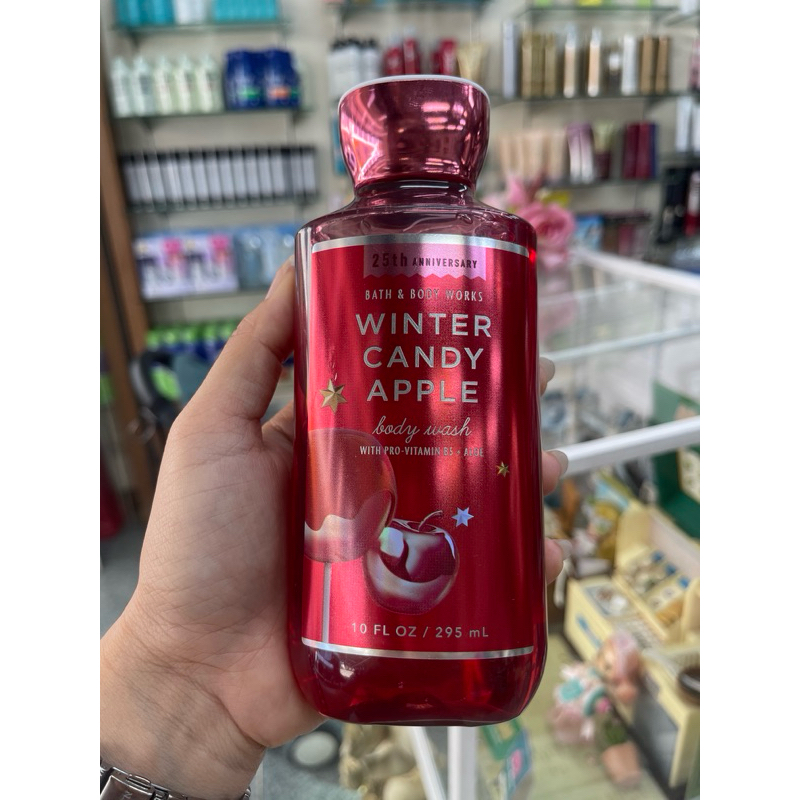 25th ANNIVERSARY
BATH & BODY WORKS
WINTER
CANDY
APPLE
body wash
WITH PRO-VITAMIN B5 + ALOE
10 FL OZ / 295 mL